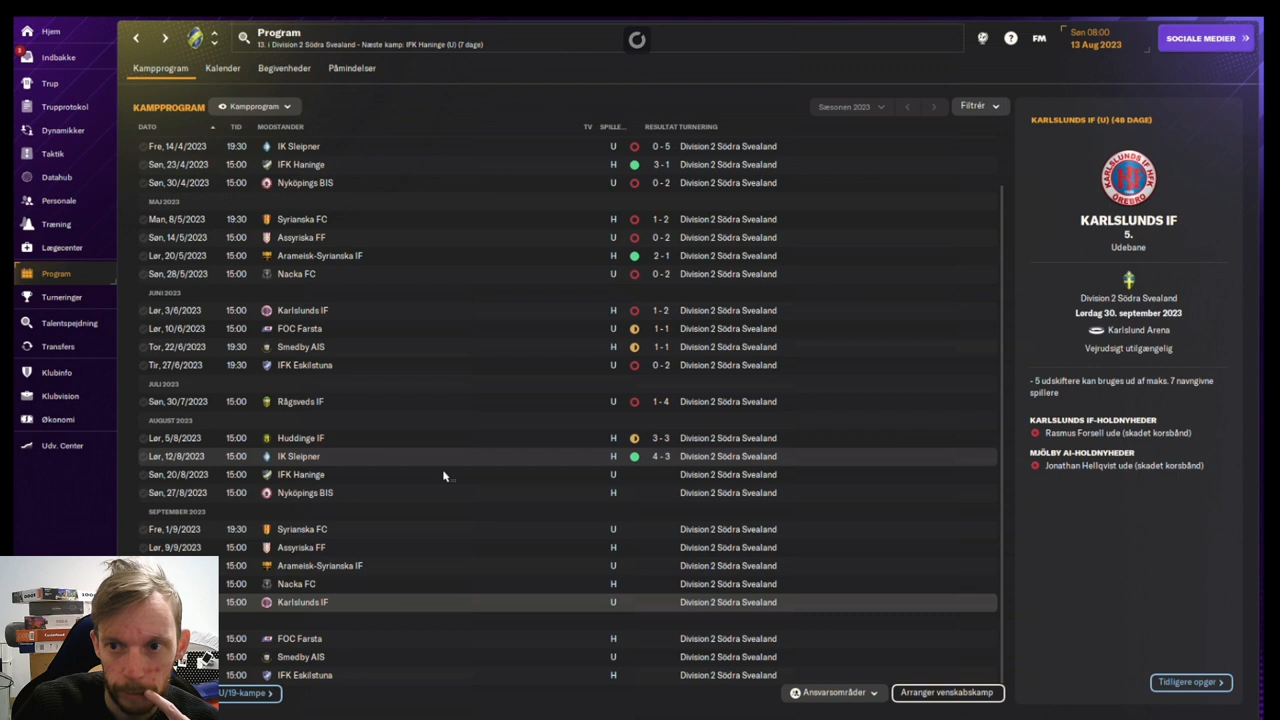 Hjem
3
Indbakke
Trup
Trupprotokol
Dynamikker
Taktik
Datahub
Personale
Træning
Lægecenter
Program
Turneringer
Talentspejdning
Transfers
Klubinfo
Klubvision
Økonomi
Udv. Center
Program
13. i Division 2 Södra Svealand - Næste kamp: IFK Haninge (U) (7 dage)
? FM
Søn 08:00
13 Aug 2023
SOCIALE MEDIER
Kampprogram Kalender Begivenheder Påmindelser
KAMPPROGRAM Kampprogram Sæsonen 2023 Filtrér
DATO TID MODSTANDER TV SPILLE... RESULTAT TURNERING
Fre, 14/4/2023 19:30 IK Sleipner U 0 - 5 Division 2 Södra Svealand
Søn, 23/4/2023 15:00 IFK Haninge H 3 - 1 Division 2 Södra Svealand
Søn, 30/4/2023 15:00 Nyköpings BIS U 0 - 2 Division 2 Södra Svealand
MAJ 2023
Man, 8/5/2023 19:30 Syrianska FC H 1 - 2 Division 2 Södra Svealand
Søn, 14/5/2023 15:00 Assyriska FF U 0 - 2 Division 2 Södra Svealand
Lør, 20/5/2023 15:00 Arameisk-Syrianska IF H 2 - 1 Division 2 Södra Svealand
Søn, 28/5/2023 15:00 Nacka FC U 0 - 2 Division 2 Södra Svealand
JUNI 2023
Lør, 3/6/2023 15:00 Karlslunds IF H 1 - 2 Division 2 Södra Svealand
Lør, 10/6/2023 15:00 FOC Farsta U 1 - 1 Division 2 Södra Svealand
Tor, 22/6/2023 19:30 Smedby AIS H 1 - 1 Division 2 Södra Svealand
Tir, 27/6/2023 19:30 IFK Eskilstuna U 0 - 2 Division 2 Södra Svealand
JULI 2023
Søn, 30/7/2023 15:00 Rågsveds IF U 1 - 4 Division 2 Södra Svealand
AUGUST 2023
Lør, 5/8/2023 15:00 Huddinge IF H 3 - 3 Division 2 Södra Svealand
Lør, 12/8/2023 15:00 IK Sleipner H 4 - 3 Division 2 Södra Svealand
Søn, 20/8/2023 15:00 IFK Haninge U Division 2 Södra Svealand
Søn, 27/8/2023 15:00 Nyköpings BIS H Division 2 Södra Svealand
SEPTEMBER 2023
Fre, 1/9/2023 19:30 Syrianska FC U Division 2 Södra Svealand
Lør, 9/9/2023 15:00 Assyriska FF H Division 2 Södra Svealand
15:00 Arameisk-Syrianska IF U Division 2 Södra Svealand
15:00 Nacka FC H Division 2 Södra Svealand
15:00 Karlslunds IF U Division 2 Södra Svealand
15:00 FOC Farsta H Division 2 Södra Svealand
15:00 Smedby AIS U Division 2 Södra Svealand
15:00 IFK Eskilstuna H Division 2 Södra Svealand
U/19-kampe Ansvarsområder Arranger venskabskamp
KARLSLUNDS IF (U) (48 DAGE)
KARLSLUNDS IF HFK
ÖREBRO
KARLSLUNDS IF
5.
Udebane
Division 2 Södra Svealand
Lørdag 30. september 2023
Karlslund Arena
Vejrudsigt utilgængelig
- 5 udskiftere kan bruges ud af maks. 7 navngivne
spillere
KARLSLUNDS IF-HOLDNYHEDER
Rasmus Forsell ude (skadet korsbånd)
MJÖLBY AI-HOLDNYHEDER
Jonathan Hellqvist ude (skadet korsbånd)
Tidligere opgør